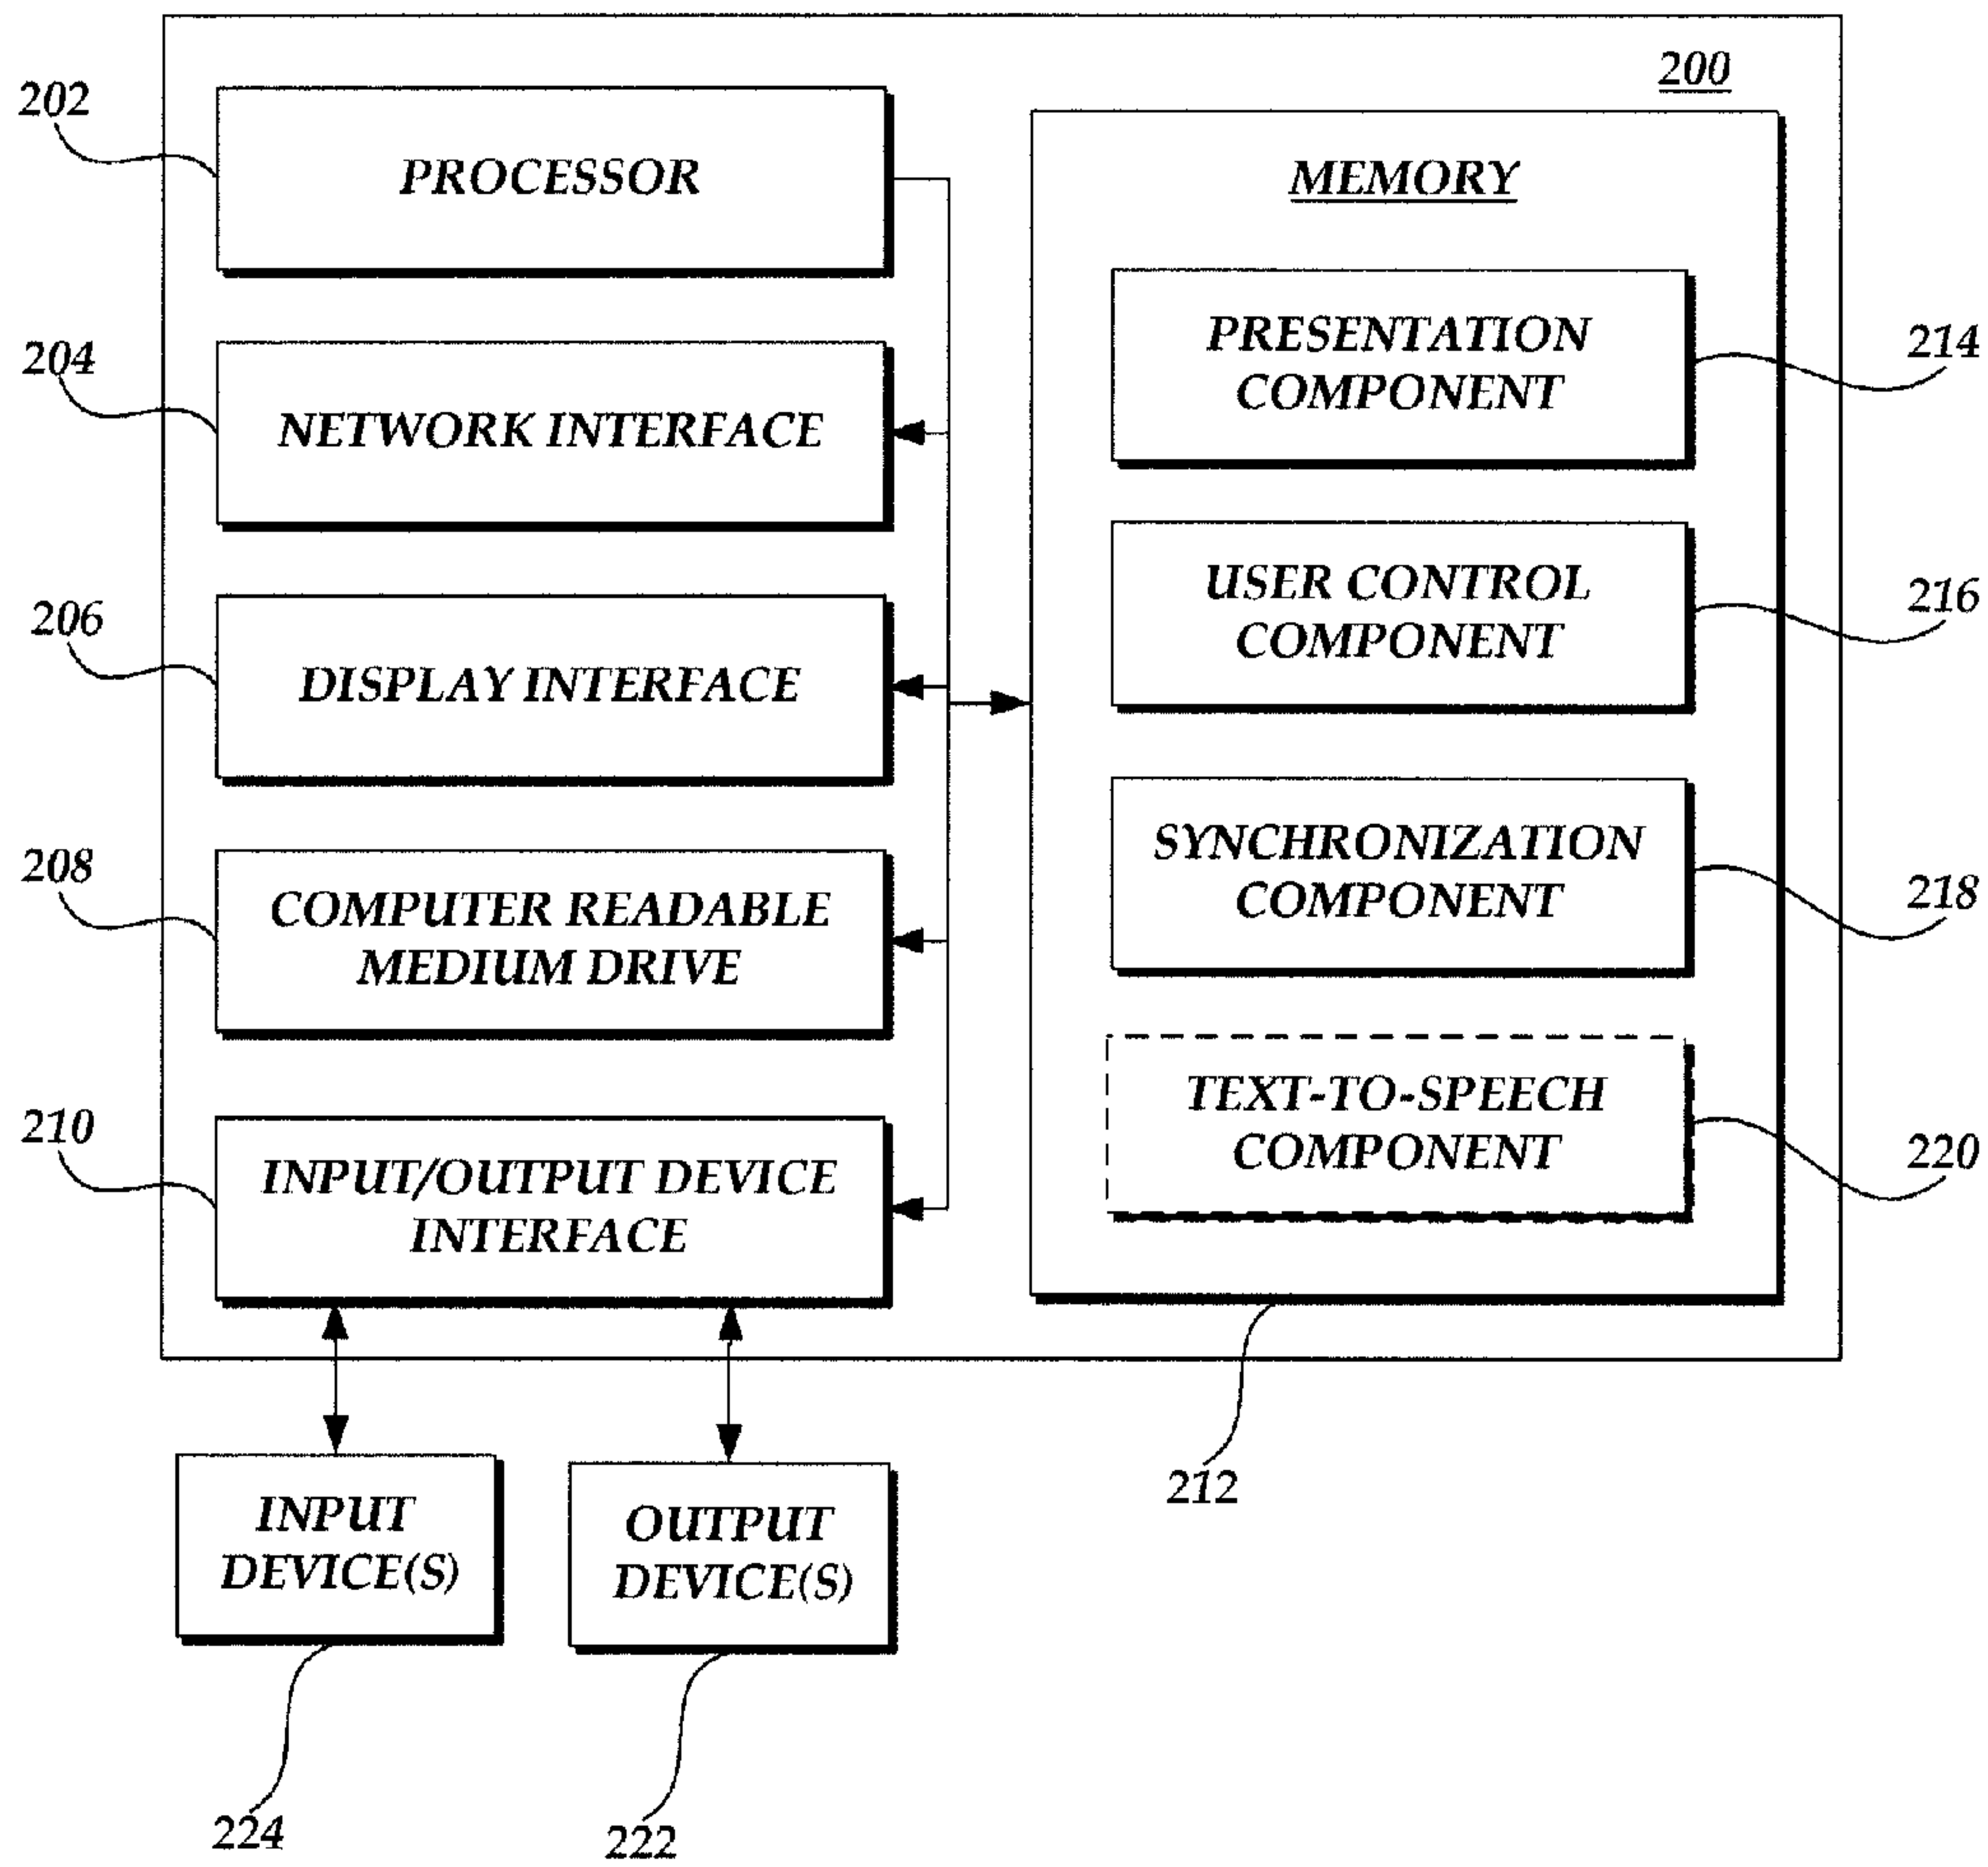 200
202
PROCESSOR
204
NETWORK INTERFACE
206
DISPLAY INTERFACE
208
COMPUTER READABLE
MEDIUM DRIVE
210
INPUT/OUTPUT DEVICE
INTERFACE
MEMORY
PRESENTATION
COMPONENT
214
USER CONTROL
COMPONENT
216
SYNCHRONIZATION
COMPONENT
218
TEXT-TO-SPEECH
COMPONENT
220
212
INPUT
DEVICE(S)
224
OUTPUT
DEVICE(S)
222